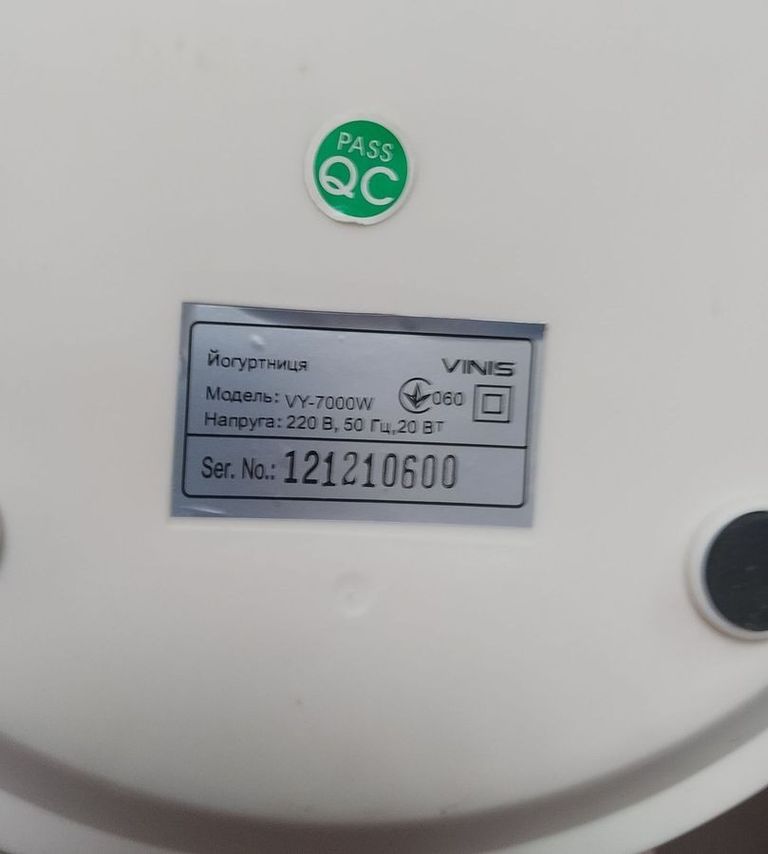 PASS
QC
Йогуртниця VINIS
Модель: VY-7000W 060
Напруга: 220 В, 50 Гц,20 Вт
Ser. No.: 121210600